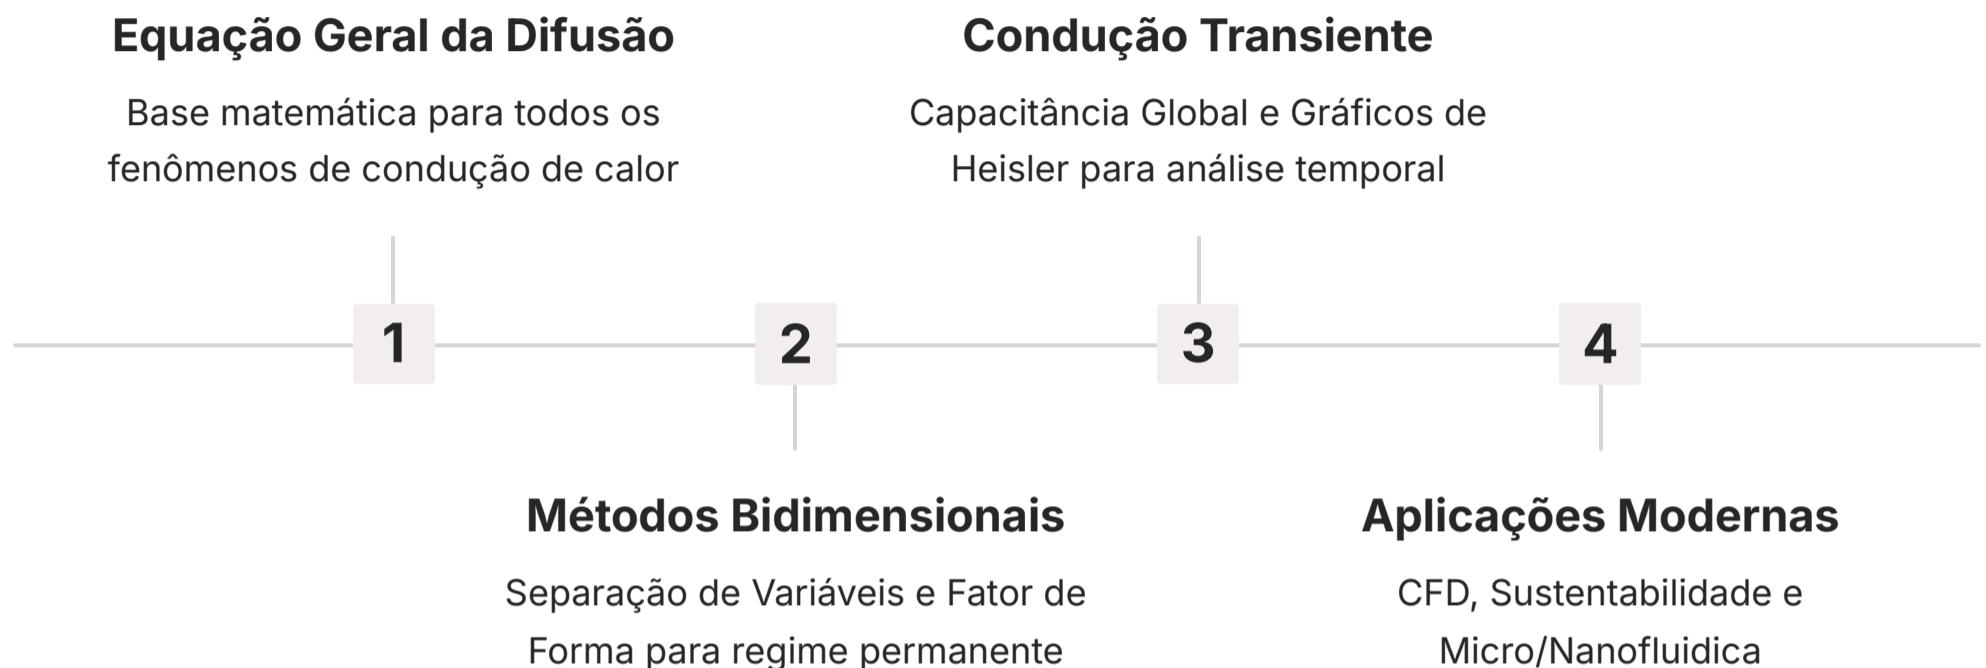 Equação Geral da Difusão
Base matemática para todos os
fenômenos de condução de calor
Condução Transiente
Capacitância Global e Gráficos de
Heisler para análise temporal
1
2
3
4
Métodos Bidimensionais
Separação de Variáveis e Fator de
Forma para regime permanente
Aplicações Modernas
CFD, Sustentabilidade e
Micro/Nanofluidica